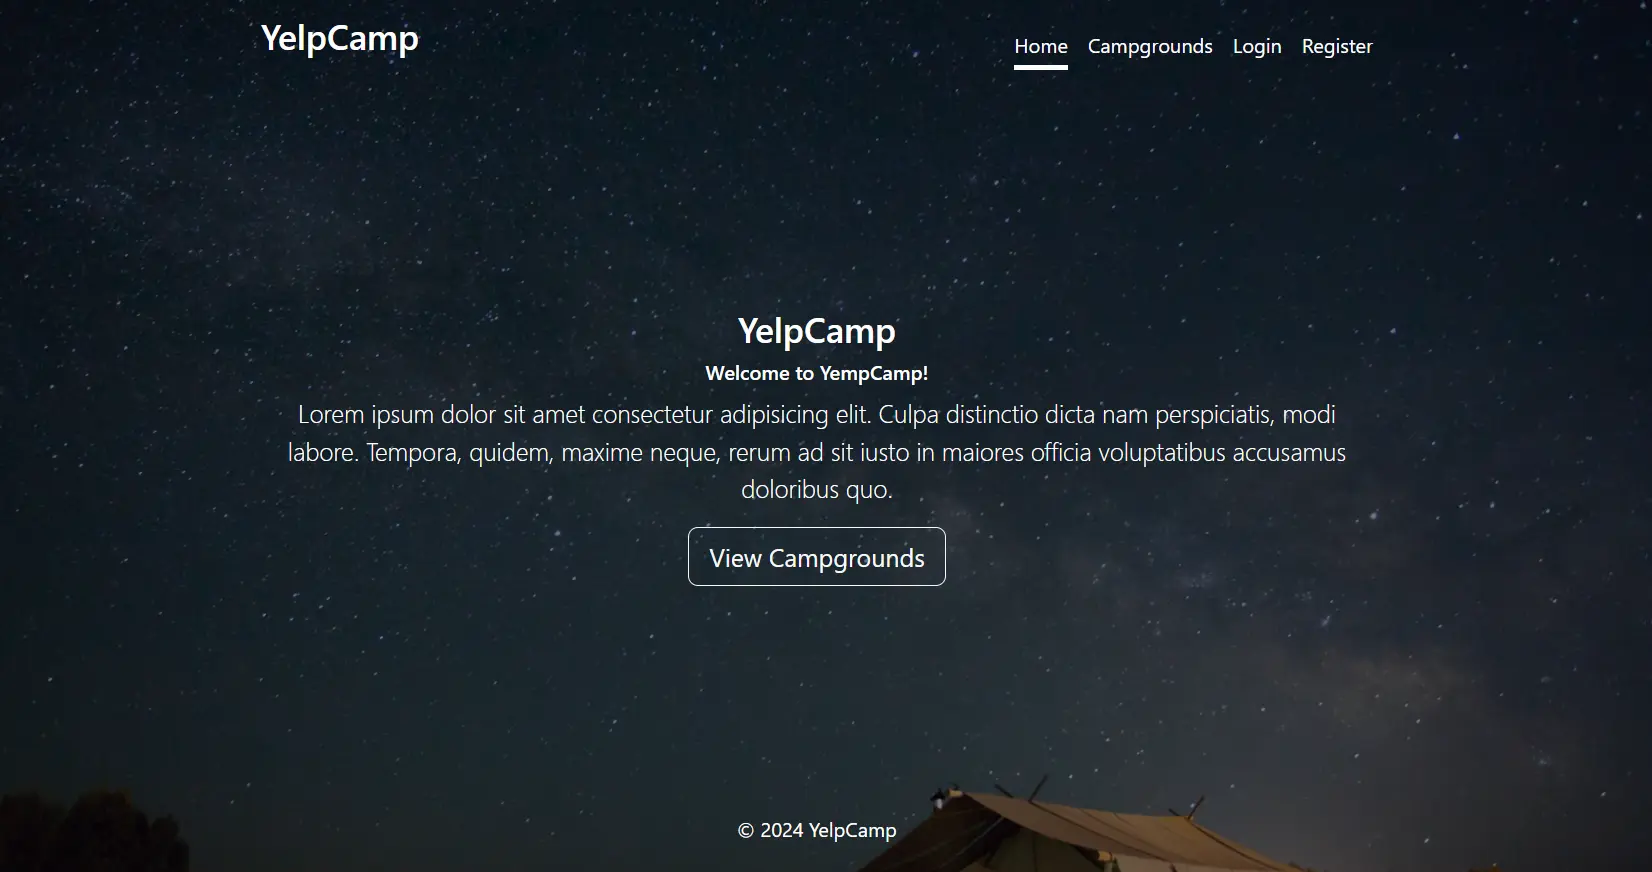 YelpCamp
Home Campgrounds Login Register
YelpCamp
Welcome to YempCamp!
Lorem ipsum dolor sit amet consectetur adipisicing elit. Culpa distinctio dicta nam perspiciatis, modi
labore. Tempora, quidem, maxime neque, rerum ad sit iusto in maiores officia voluptatibus accusamus
doloribus quo.
View Campgrounds
© 2024 YelpCamp